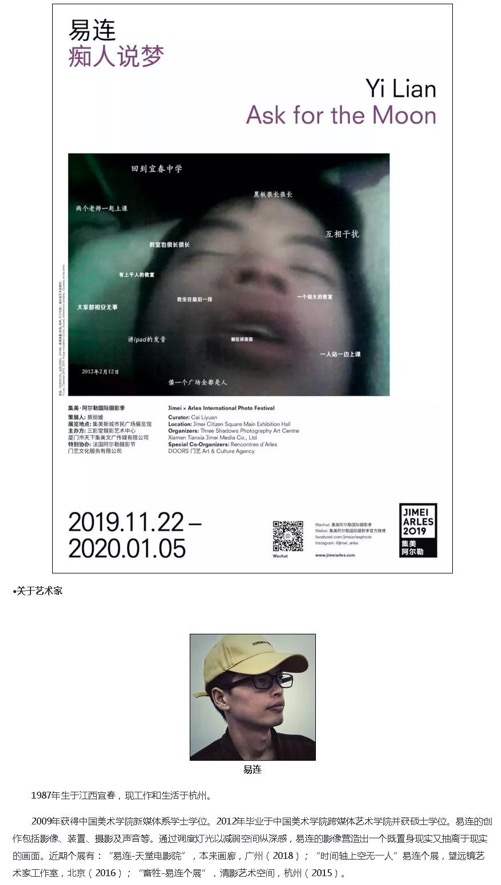 易连
痴人说梦
Yi Lian
Ask for the Moon
回到宜春中学
黑板很长很长
两个老师一起上课
互相干扰
教室也很长很长
有上千人的教室
我坐在最后一排
一个超大的教室
大家都相安无事
讲ipad的发音
一人站一边上课
2012年2月12日
像一个广场全都是人
集美·阿尔勒国际摄影季
策展人: 蔡丽媛
展览地点: 集美新城市民广场展览馆
主办方: 三影堂摄影艺术中心
厦门市天下集美文广传媒有限公司
特别协办: 法国阿尔勒摄影节
门艺文化服务有限公司
Jimei × Arles International Photo Festival
Curator: Cai Liyuan
Location: Jimei Citizen Square Main Exhibition Hall
Organizers: Three Shadows Photography Art Centre
Xiamen Tianxia Jimei Media Co., Ltd
Special Co-Organizers: Rencontres d'Arles
DOORS 门艺 Art & Culture Agency
2019.11.22 –
2020.01.05
Wechat
Wechat: 集美阿尔勒国际摄影季
Weibo: 集美阿尔勒国际摄影季官方微博
facebook.com/jimeiarlesphoto
Instagram: @jimei_arles
www.jimeiarles.com
JIMEI
ARLES
2019
集美
阿尔勒
•关于艺术家
易连
1987年生于江西宜春，现工作和生活于杭州。
2009年获得中国美术学院新媒体系学士学位。2012年毕业于中国美术学院跨媒体艺术学院并获硕士学位。易连的创
作包括影像、装置、摄影及声音等。通过调度灯光以减弱空间纵深感，易连的影像营造出一个既置身现实又抽离于现实
的画面。近期个展有：“易连-天堂电影院”，本来画廊，广州（2018）；“时间轴上空无一人”易连个展，望远镜艺
术家工作室，北京（2016）；“畜牲-易连个展”，清影艺术空间，杭州（2015）。